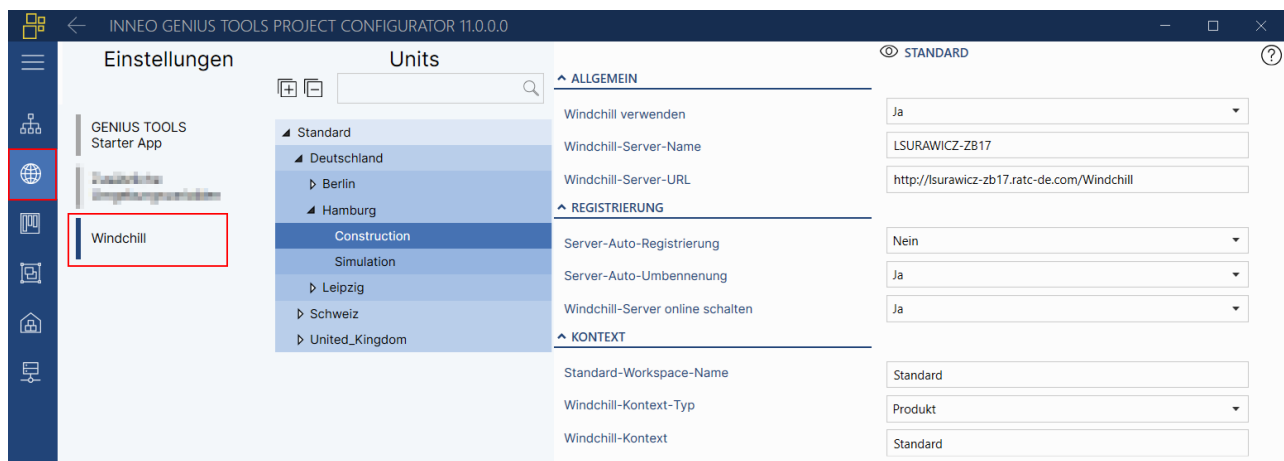 INNEO GENIUS TOOLS PROJECT CONFIGURATOR 11.0.0.0
Einstellungen
GENIUS TOOLS
Starter App
Windchill
Units
Standard
Deutschland
Berlin
Hamburg
Construction
Simulation
Leipzig
Schweiz
United_Kingdom
STANDARD
ALLGEMEIN
Windchill verwenden Ja
Windchill-Server-Name LSURAWICZ-ZB17
Windchill-Server-URL http://lsurawicz-zb17.ratc-de.com/Windchill
REGISTRIERUNG
Server-Auto-Registrierung Nein
Server-Auto-Umbennenung Ja
Windchill-Server online schalten Ja
KONTEXT
Standard-Workspace-Name Standard
Windchill-Kontext-Typ Produkt
Windchill-Kontext Standard